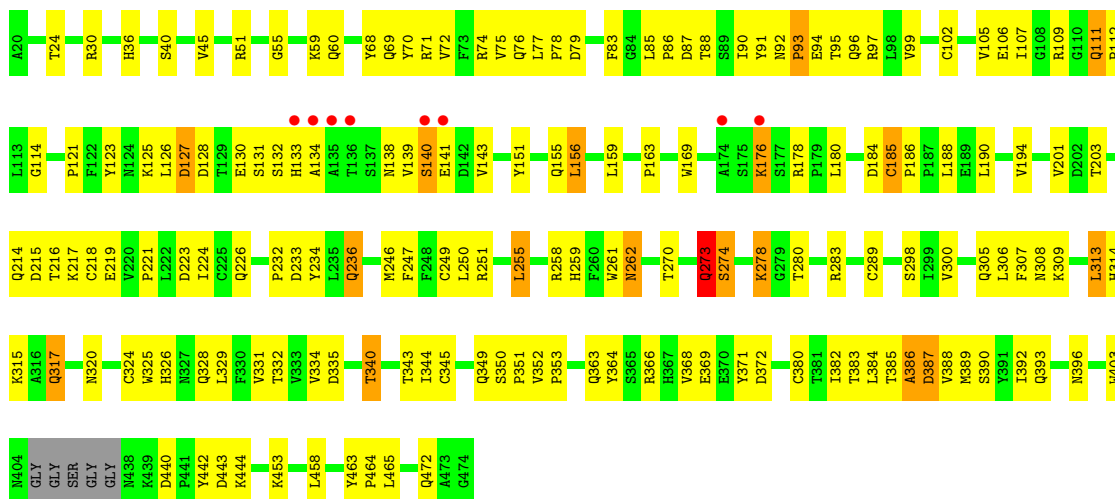 A20 T24 R30 H36 S40 V45 R51 G55 K59 Q60 Y68 Q69 Y70 R71 V72 F73 R74 V75 Q76 L77 P78 D79 F83 G84 L85 P86 D87 T88 S89 I90 Y91 N92 P93 E94 T95 Q96 R97 L98 V99 C102 V105 E106 I107 G108 R109 G110 Q111
L113 G114 P121 F122 Y123 N124 K125 L126 D127 D128 T129 E130 S131 S132 H133 A134 A135 T136 S137 N138 V139 S140 E141 D142 V143 Y151 Q155 L156 L159 P163 W169 A174 S175 K176 S177 R178 P179 L180 D184 C185 P186 P187 L188 E189 L190 V194 V201 D202 T203
Q214 D215 T216 K217 C218 E219 V220 P221 L222 D223 I224 C225 Q226 P232 D233 Y234 L235 Q236 M246 F247 F248 C249 L250 R251 L255 R258 H259 F260 W261 N262 T270 Q273 S274 K278 G279 T280 R283 C289 S298 I299 V300 Q305 L306 F307 N308 K309 L313
K315 A316 Q317 N320 C324 W325 H326 N327 Q328 L329 F330 V331 T332 V333 V334 D335 T340 T343 I344 C345 Q349 S350 P351 V352 P353 Q363 Y364 S365 R366 H367 V368 E369 E370 Y371 D372 C380 T381 I382 T383 L384 T385 A386 D387 V388 M389 S390 Y391 I392 Q393 N396
N404 GLY GLY SER GLY GLY N438 K439 D440 P441 Y442 D443 K444 K453 L458 Y463 P464 L465 Q472 A473 G474